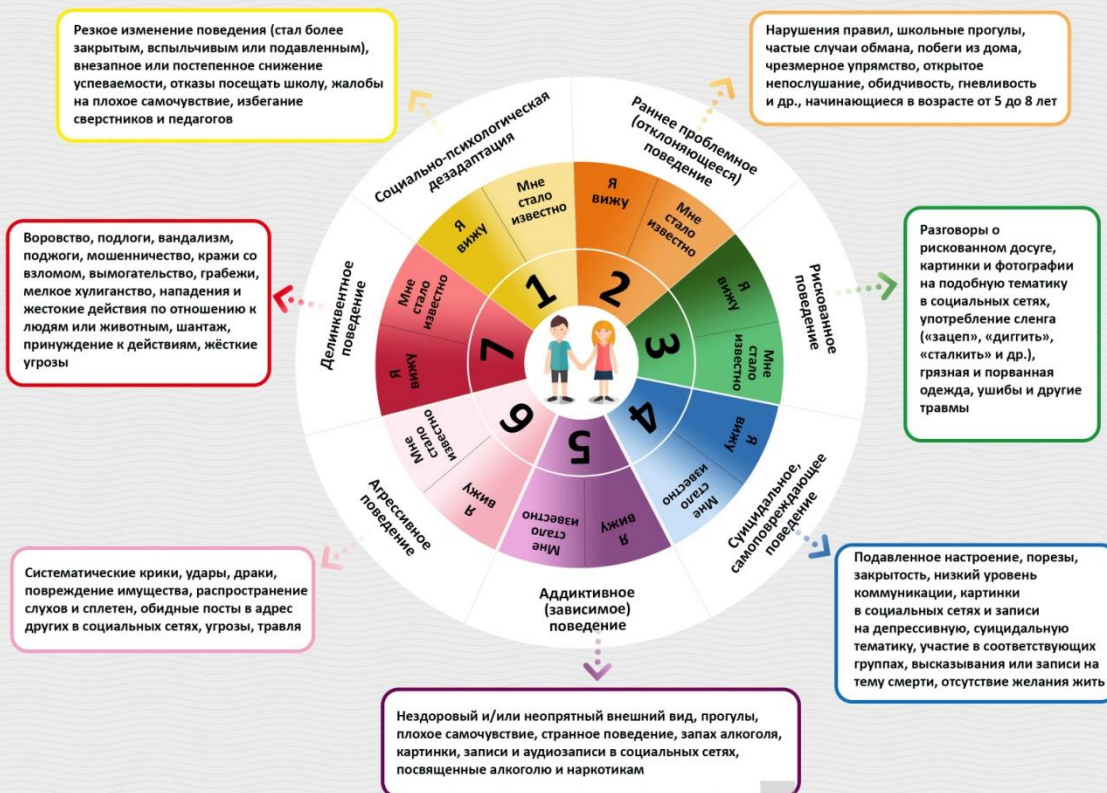 Резкое изменение поведения (стал более
закрытым, вспыльчивым или подавленным),
внезапное или постепенное снижение
успеваемости, отказы посещать школу, жалобы
на плохое самочувствие, избегание
сверстников и педагогов
Нарушения правил, школьные прогулы,
частые случаи обмана, побеги из дома,
чрезмерное упрямство, открытое
непослушание, обидчивость, гневливость
и др., начинающиеся в возрасте от 5 до 8 лет
Социально-психологическая
дезадаптация
Я
вижу
Мне
стало
известно
1
Раннее проблемное
(отклоняющееся)
поведение
Я
вижу
Мне
стало
известно
2
Рискованное
поведение
Я
вижу
Мне
стало
известно
3
Разговоры о
рискованном досуге,
картинки и фотографии
на подобную тематику
в социальных сетях,
употребление сленга
(«зацеп», «диггить»,
«сталкить» и др.),
грязная и порванная
одежда, ушибы и другие
травмы
Суицидальное,
самоповреждающее
поведение
Я
вижу
Мне
стало
известно
4
Подавленное настроение, порезы,
закрытость, низкий уровень
коммуникации, картинки
в социальных сетях и записи
на депрессивную, суицидальную
тематику, участие в соответствующих
группах, высказывания или записи на
тему смерти, отсутствие желания жить
Аддиктивное
(зависимое)
поведение
Я
вижу
Мне
стало
известно
5
Нездоровый и/или неопрятный внешний вид, прогулы,
плохое самочувствие, странное поведение, запах алкоголя,
картинки, записи и аудиозаписи в социальных сетях,
посвященные алкоголю и наркотикам
Агрессивное
поведение
Я
вижу
Мне
стало
известно
6
Систематические крики, удары, драки,
повреждение имущества, распространение
слухов и сплетен, обидные посты в адрес
других в социальных сетях, угрозы, травля
Делинквентное
поведение
Я
вижу
Мне
стало
известно
7
Воровство, подлоги, вандализм,
поджоги, мошенничество, кражи со
взломом, вымогательство, грабежи,
мелкое хулиганство, нападения и
жестокие действия по отношению к
людям или животным, шантаж,
принуждение к действиям, жёсткие
угрозы